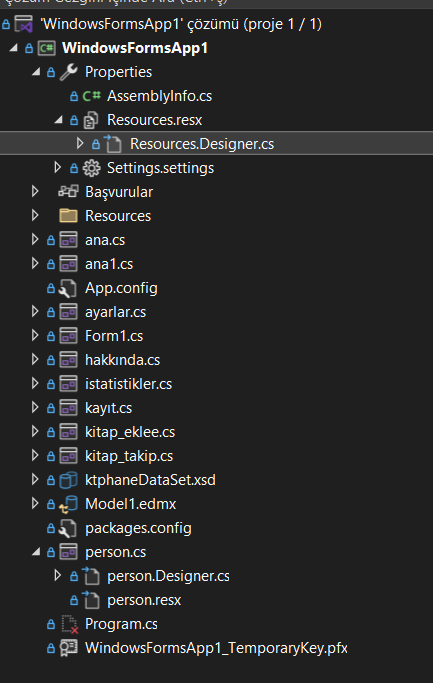 'WindowsFormsApp1' çözümü (proje 1 / 1)
WindowsFormsApp1
Properties
C# AssemblyInfo.cs
Resources.resx
Resources.Designer.cs
Settings.settings
Başvurular
Resources
ana.cs
ana1.cs
App.config
ayarlar.cs
Form1.cs
hakkında.cs
istatistikler.cs
kayıt.cs
kitap_eklee.cs
kitap_takip.cs
ktphaneDataSet.xsd
Model1.edmx
packages.config
person.cs
person.Designer.cs
person.resx
Program.cs
WindowsFormsApp1_TemporaryKey.pfx